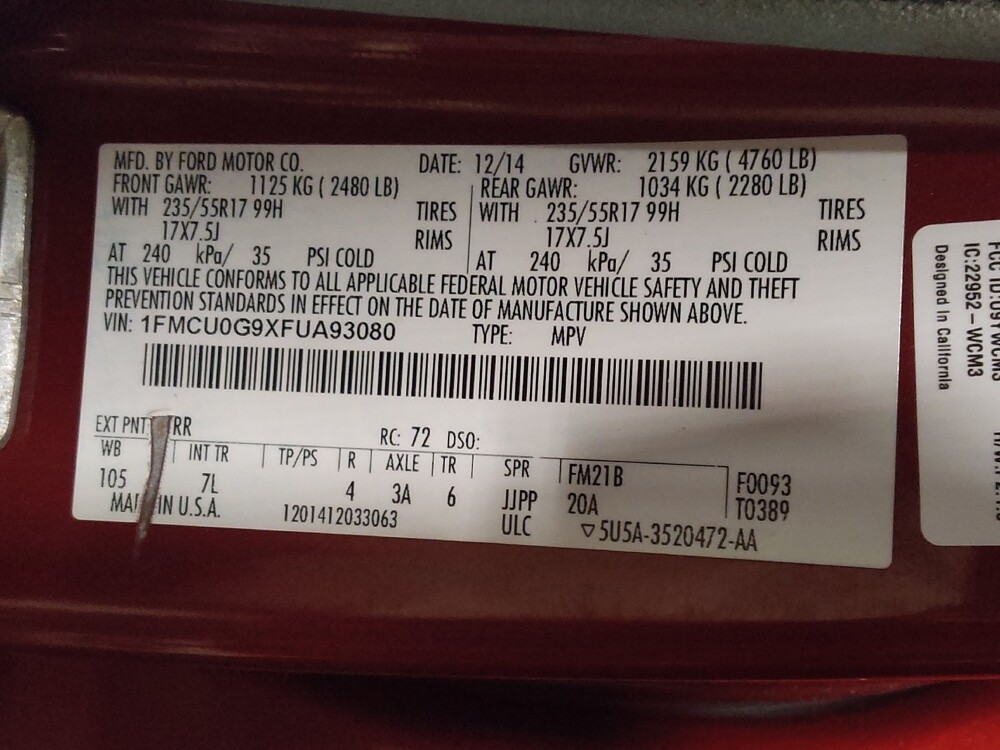 MFD. BY FORD MOTOR CO. DATE: 12/14 GVWR: 2159 KG ( 4760 LB)
FRONT GAWR: 1125 KG ( 2480 LB) REAR GAWR: 1034 KG ( 2280 LB)
WITH 235/55R17 99H TIRES WITH 235/55R17 99H TIRES
17X7.5J RIMS 17X7.5J RIMS
AT 240 kPa/ 35 PSI COLD AT 240 kPa/ 35 PSI COLD
THIS VEHICLE CONFORMS TO ALL APPLICABLE FEDERAL MOTOR VEHICLE SAFETY AND THEFT
PREVENTION STANDARDS IN EFFECT ON THE DATE OF MANUFACTURE SHOWN ABOVE.
VIN: 1FMCU0G9XFUA93080 TYPE: MPV
EXT PNT RR RC: 72 DSO:
WB INT TR TP/PS R AXLE TR SPR FM21B F0093
105 7L 4 3A 6 JJPP 20A T0389
IN U.S.A. 1201412033063 ULC ▽5U5A-3520472-AA
IC:22952 – WCM3
Designed In California